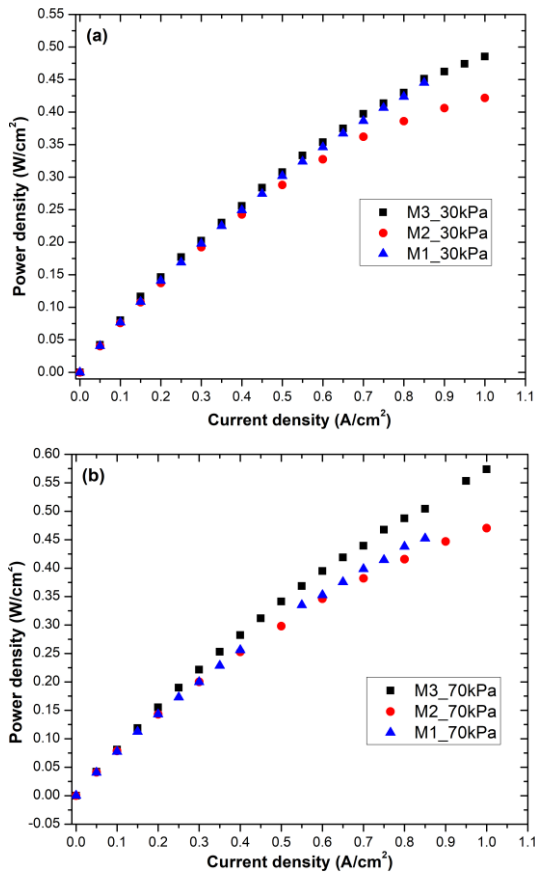 (a)
0.55
0.50
0.45
0.40
0.35
0.30
0.25
0.20
0.15
0.10
0.05
0.00
Power density (W/cm²)
M3_30kPa
M2_30kPa
M1_30kPa
0.0 0.1 0.2 0.3 0.4 0.5 0.6 0.7 0.8 0.9 1.0 1.1
Current density (A/cm²)
(b)
0.60
0.55
0.50
0.45
0.40
0.35
0.30
0.25
0.20
0.15
0.10
0.05
0.00
-0.05
Power density (W/cm²)
M3_70kPa
M2_70kPa
M1_70kPa
0.0 0.1 0.2 0.3 0.4 0.5 0.6 0.7 0.8 0.9 1.0 1.1
Current density (A/cm²)